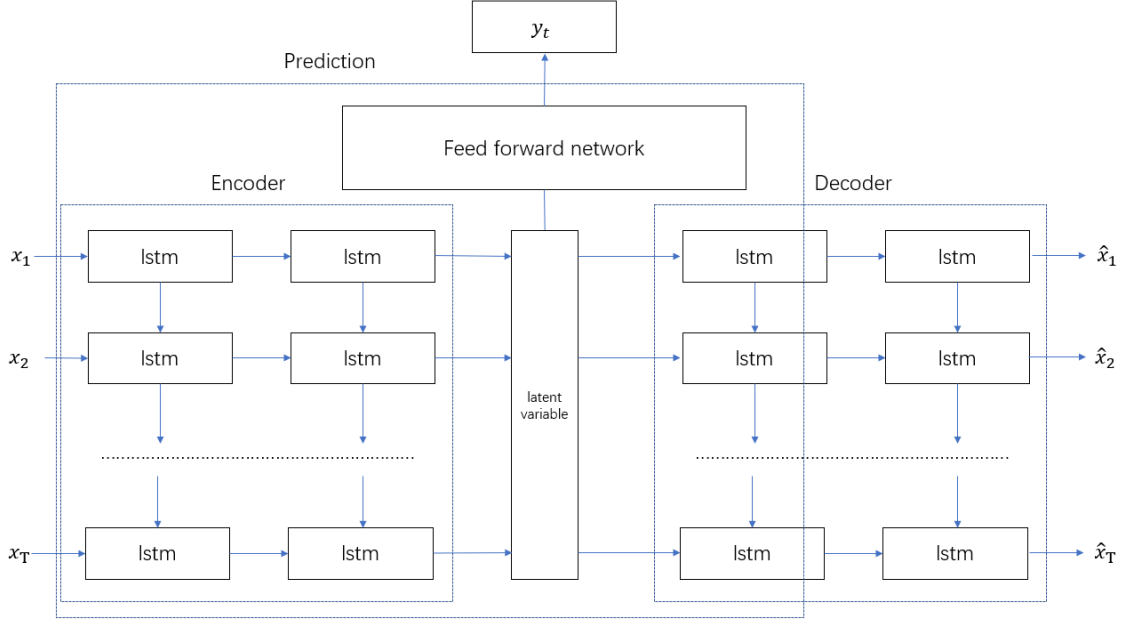 y_t
Prediction
Feed forward network
Encoder
Decoder
x_1 lstm lstm lstm lstm x̂_1
x_2 lstm lstm lstm lstm x̂_2
latent
variable
x_T lstm lstm lstm lstm x̂_T